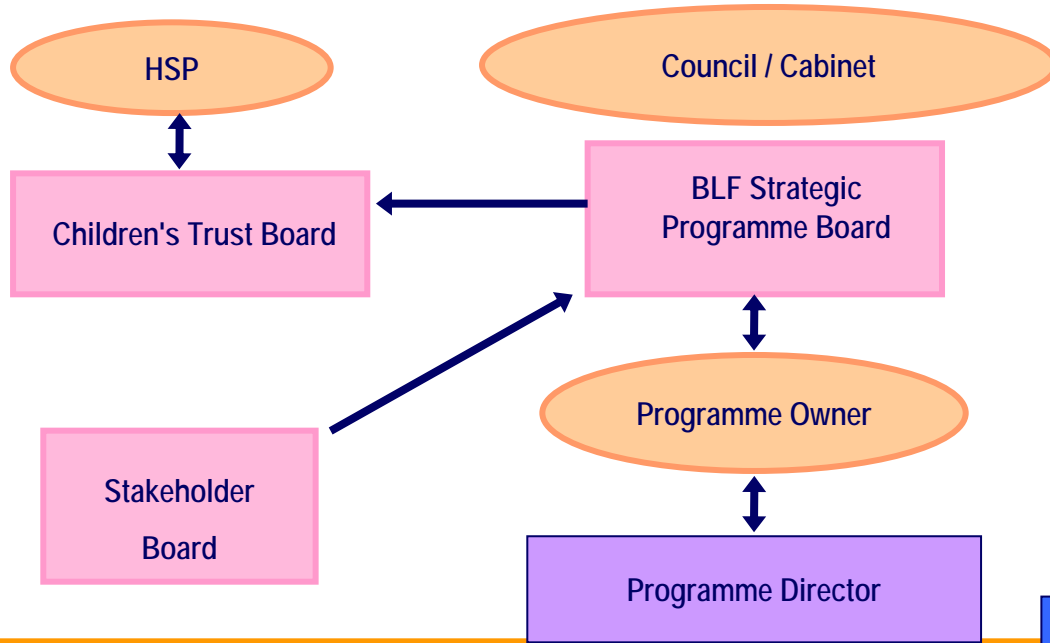 HSP
Council / Cabinet
Children's Trust Board
BLF Strategic
Programme Board
Programme Owner
Stakeholder
Board
Programme Director